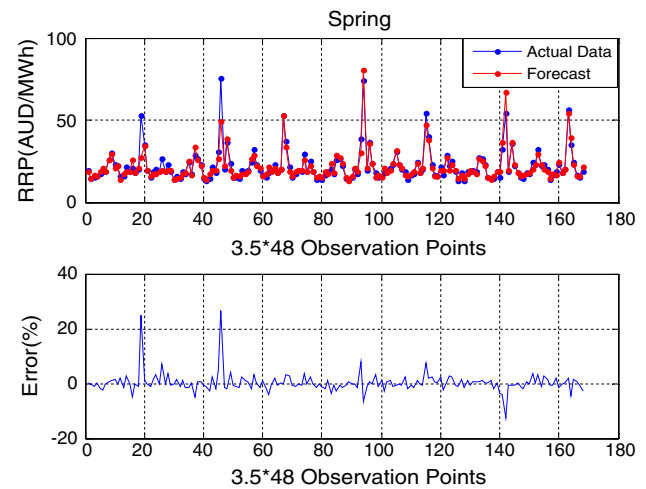 Spring
RRP(AUD/MWh)
100
50
0
Actual Data
Forecast
0 20 40 60 80 100 120 140 160 180
3.5*48 Observation Points
Error(%)
40
20
0
-20
0 20 40 60 80 100 120 140 160 180
3.5*48 Observation Points